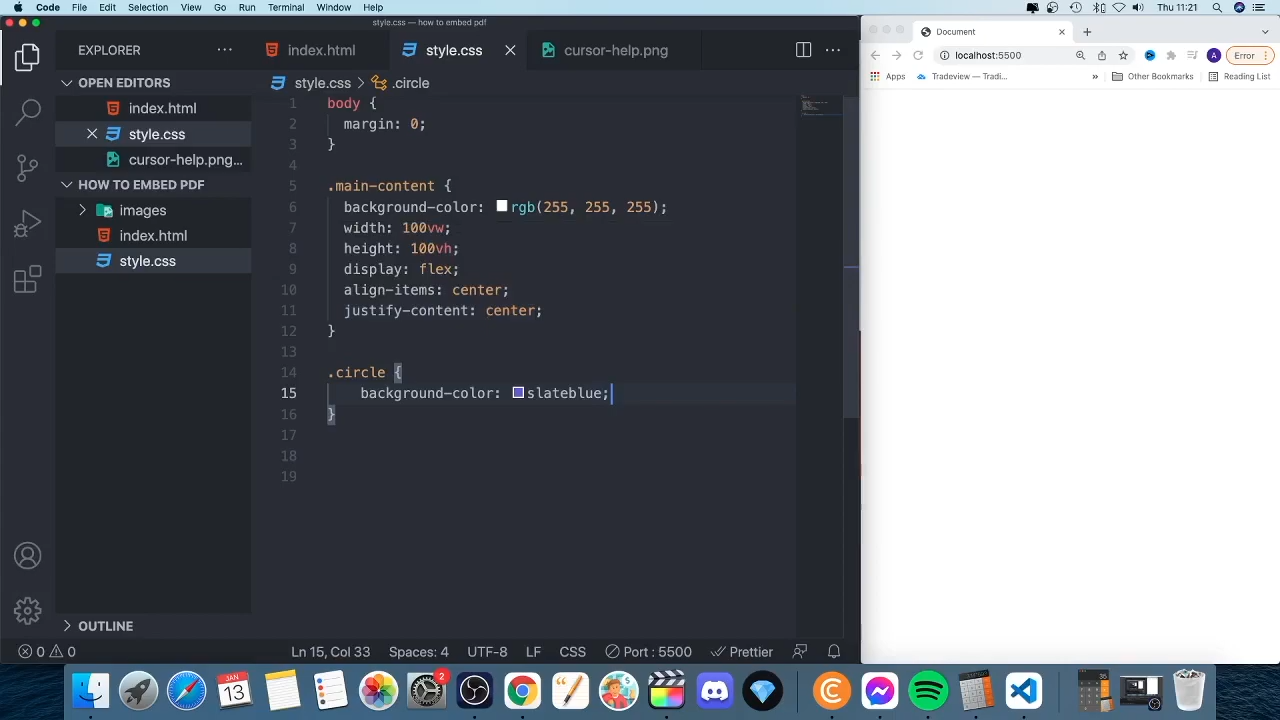 Code File Edit Selection View Go Run Terminal Window Help Thu 11:21
style.css — how to embed pdf
EXPLORER
index.html
style.css
cursor-help.png
OPEN EDITORS
index.html
style.css
cursor-help.png...
HOW TO EMBED PDF
images
index.html
style.css
OUTLINE
style.css > .circle
1 body {
2 margin: 0;
3 }
4
5 .main-content {
6 background-color: rgb(255, 255, 255);
7 width: 100vw;
8 height: 100vh;
9 display: flex;
10 align-items: center;
11 justify-content: center;
12 }
13
14 .circle {
15 background-color: slateblue;
16 }
17
18
19
0 0 Ln 15, Col 33 Spaces: 4 UTF-8 LF CSS Port : 5500 Prettier
Document
localhost:5500
A
Error
Apps Tradeview – Tradi... » Other Bookmarks Reading List
13
2